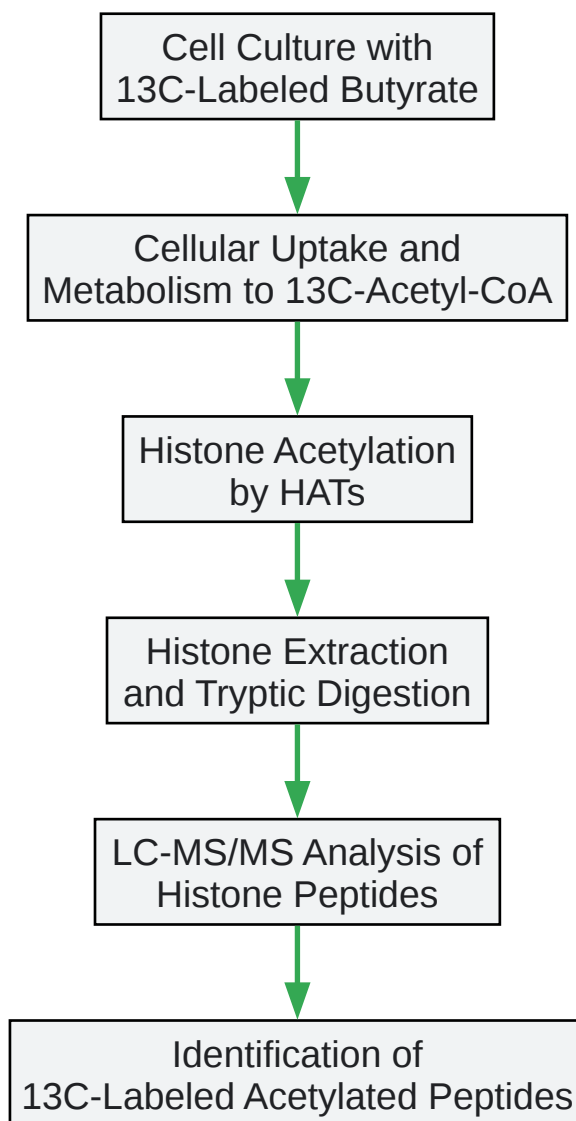 Cell Culture with
13C-Labeled Butyrate
Cellular Uptake and
Metabolism to 13C-Acetyl-CoA
Histone Acetylation
by HATs
Histone Extraction
and Tryptic Digestion
LC-MS/MS Analysis of
Histone Peptides
Identification of
13C-Labeled Acetylated Peptides